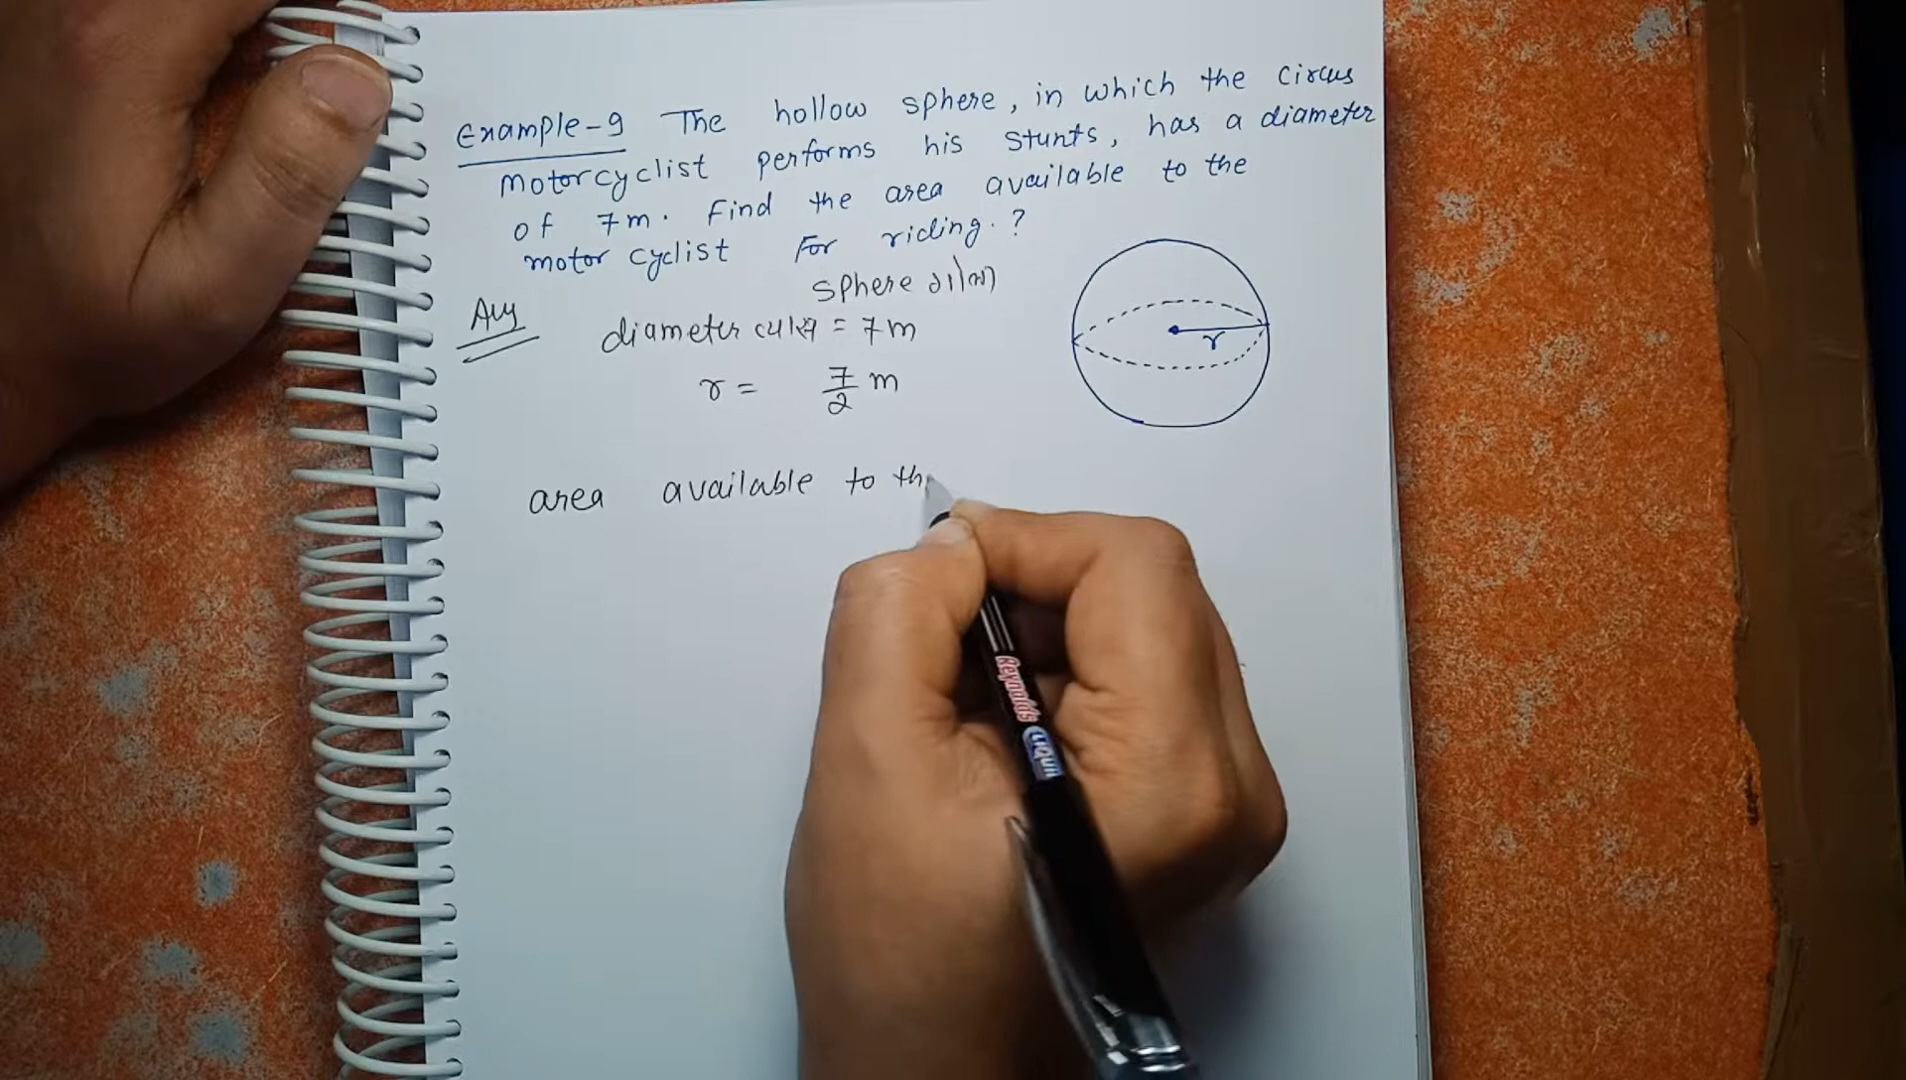 Example-9 The hollow sphere, in which the circus
motorcyclist performs his stunts, has a diameter
of 7m. Find the area available to the
motor cyclist For riding.?
sphere
Ans diameter = 7m
r = 7/2 m
r
area available to th
Reynolds LIQUI